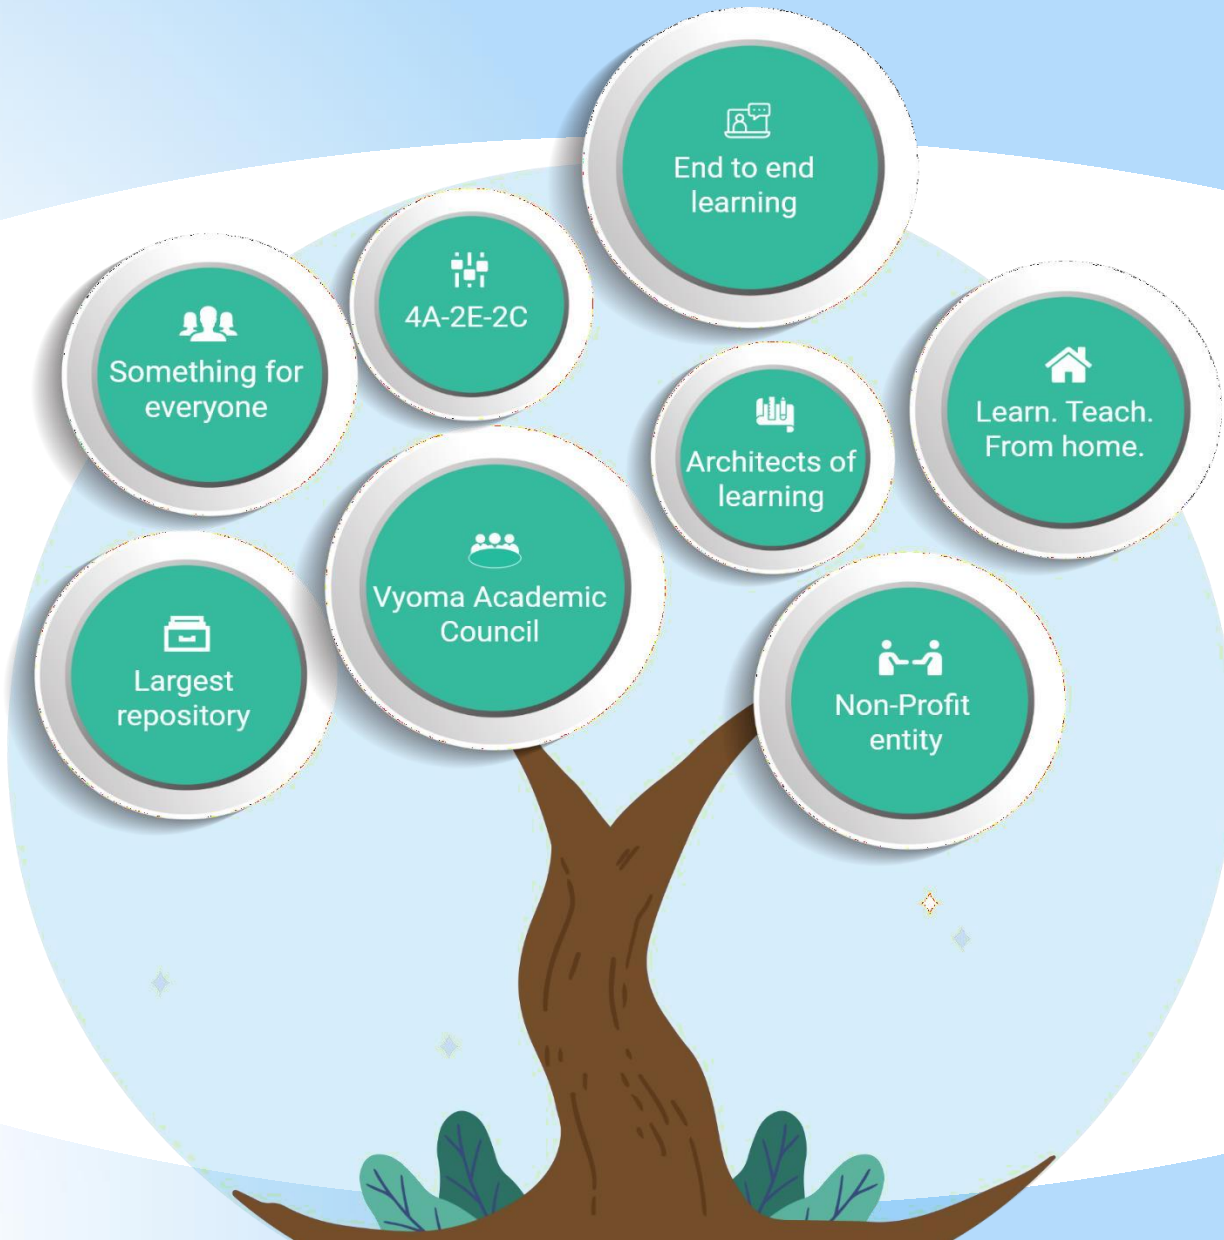 End to end
learning
4A-2E-2C
Something for
everyone
Learn. Teach.
From home.
Architects of
learning
Vyoma Academic
Council
Largest
repository
Non-Profit
entity